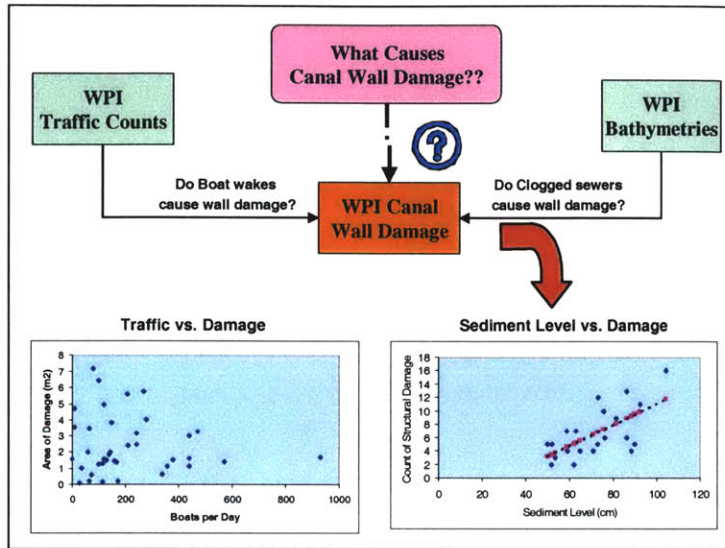 What Causes
Canal Wall Damage??
WPI
Traffic Counts
WPI
Bathymetries
?
Do Boat wakes
cause wall damage?
WPI Canal
Wall Damage
Do Clogged sewers
cause wall damage?
Traffic vs. Damage
Area of Damage (m2)
8
7
6
5
4
3
2
1
0
0 200 400 600 800 1000
Boats per Day
Sediment Level vs. Damage
Count of Structural Damage
18
16
14
12
10
8
6
4
2
0
0 20 40 60 80 100 120
Sediment Level (cm)